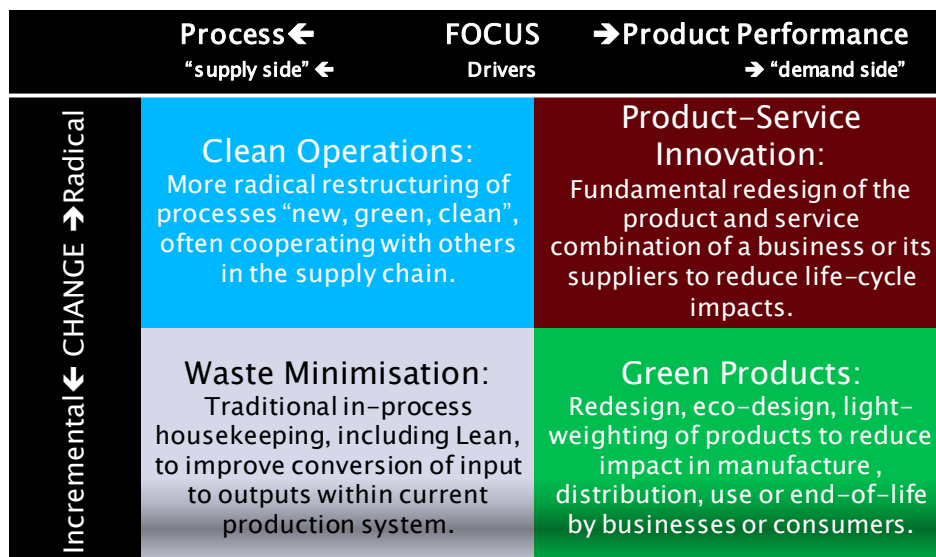 Process← FOCUS →Product Performance
“supply side” ← Drivers → “demand side”
Incremental← CHANGE →Radical
Clean Operations:
More radical restructuring of
processes “new, green, clean”,
often cooperating with others
in the supply chain.
Product-Service
Innovation:
Fundamental redesign of the
product and service
combination of a business or its
suppliers to reduce life-cycle
impacts.
Waste Minimisation:
Traditional in-process
housekeeping, including Lean,
to improve conversion of input
to outputs within current
production system.
Green Products:
Redesign, eco-design, light-
weighting of products to reduce
impact in manufacture ,
distribution, use or end-of-life
by businesses or consumers.